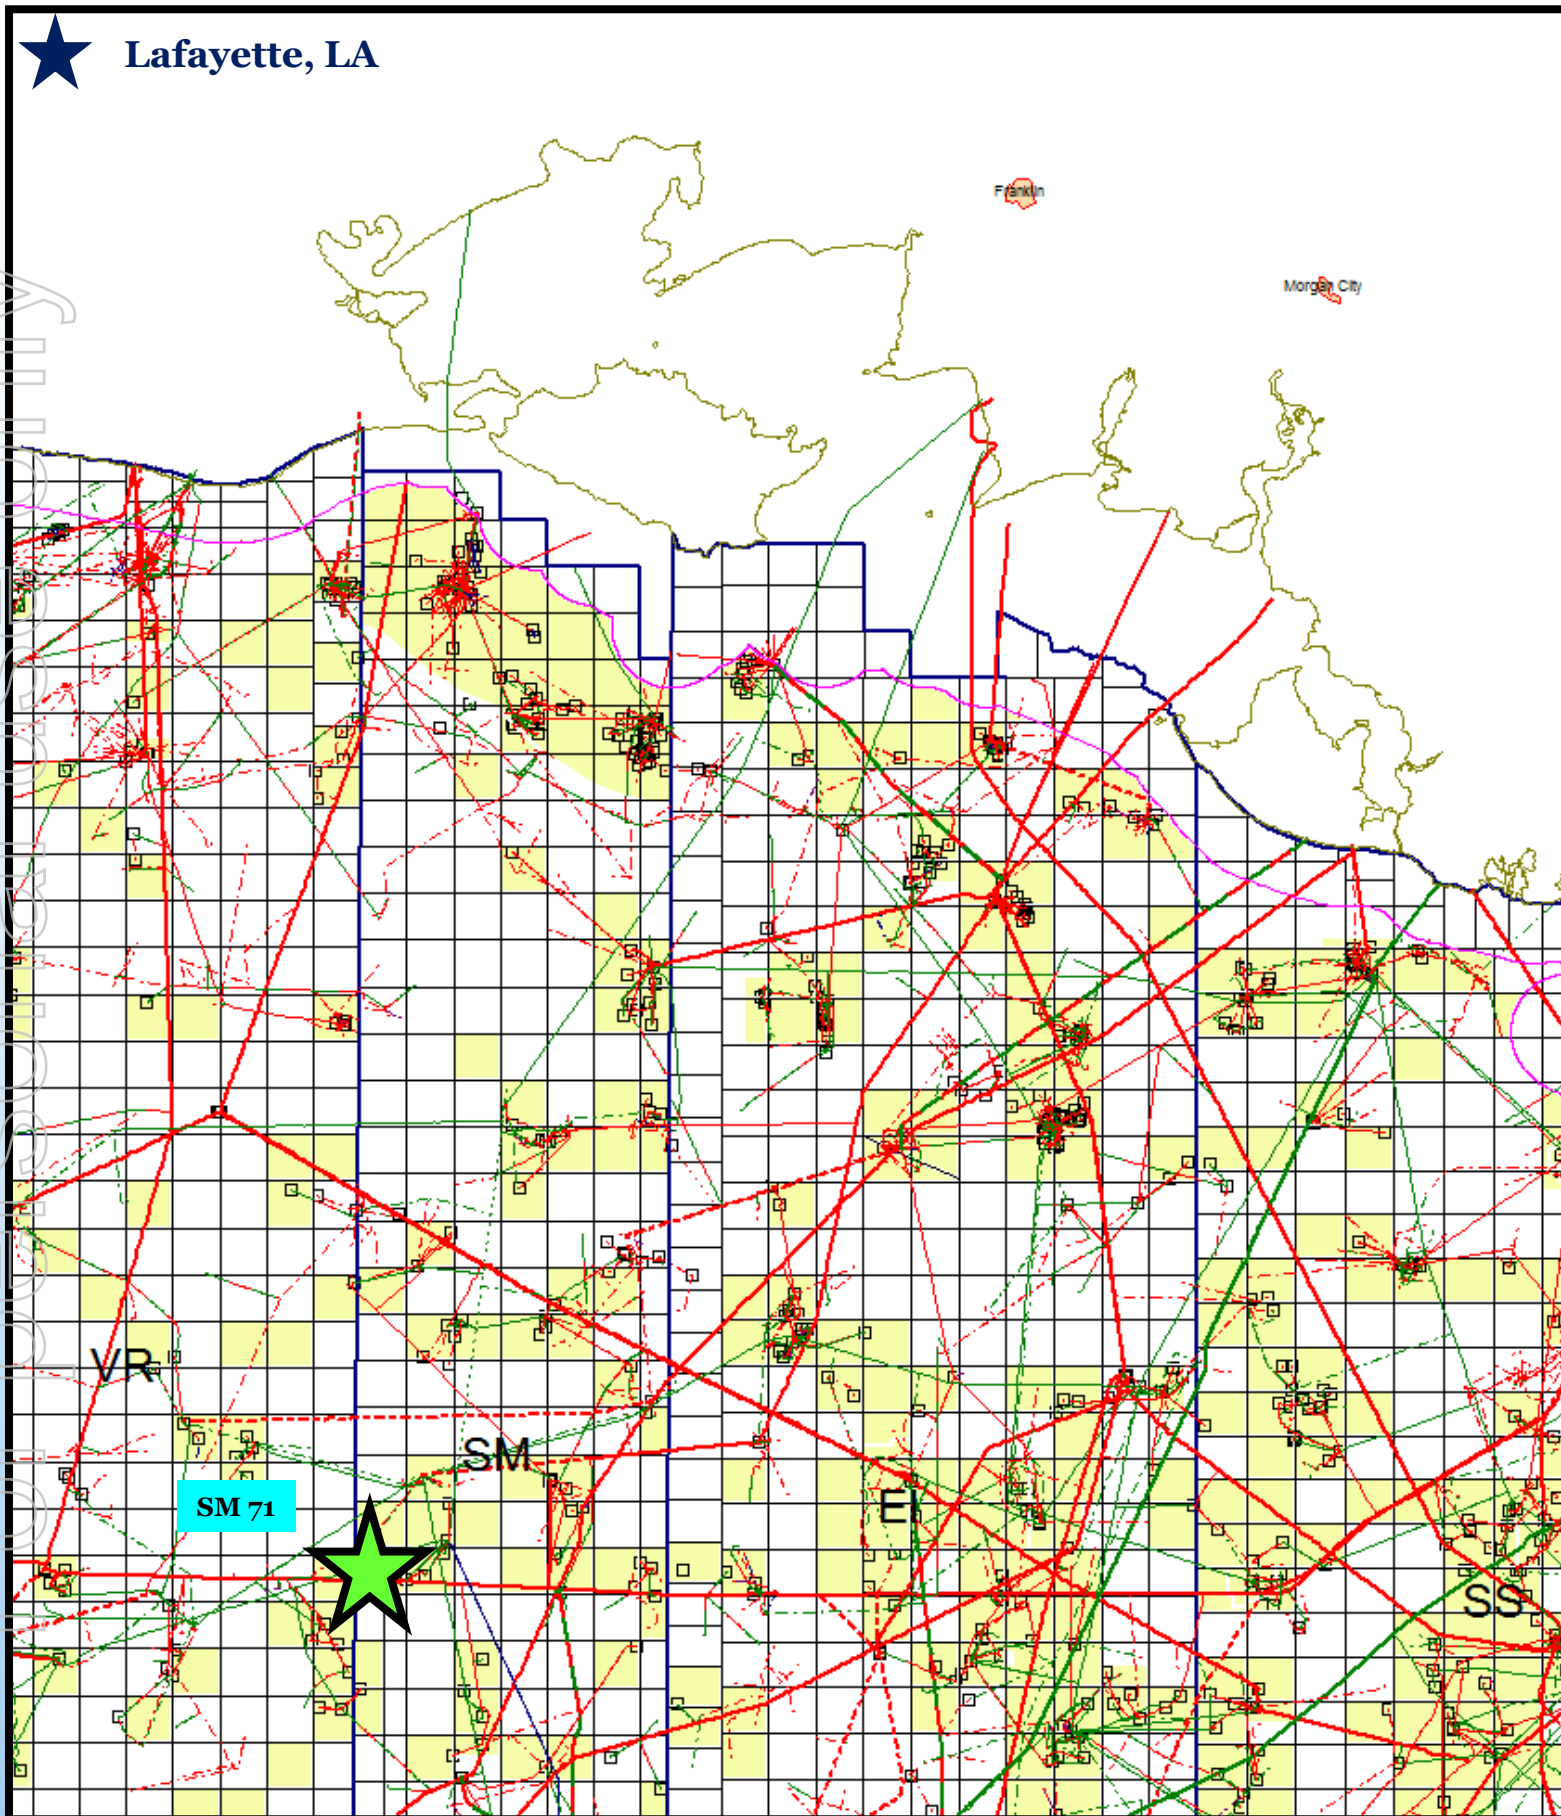 Lafayette, LA
Franklin
Morgan City
VR
SM
SM 71
EI
SS